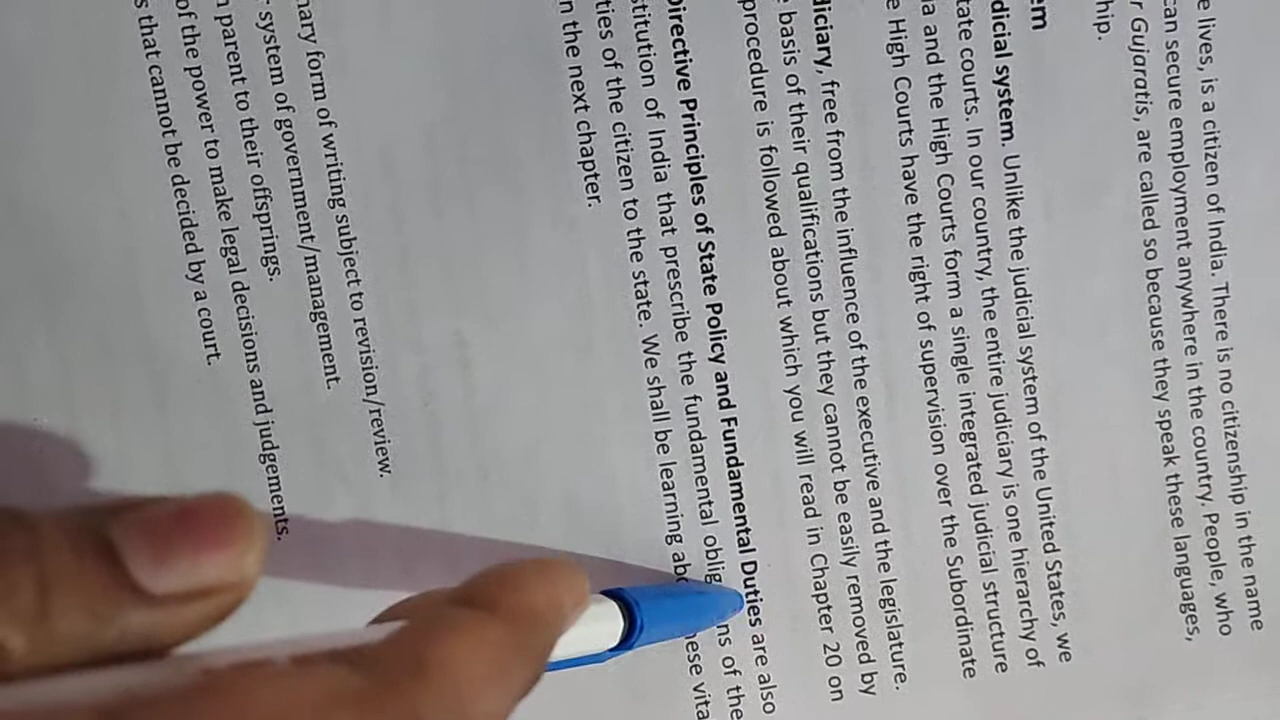 e lives, is a citizen of India. There is no citizenship in the name
can secure employment anywhere in the country. People, who
r Gujaratis, are called so because they speak these languages,
hip.
em
dicial system. Unlike the judicial system of the United States, we
tate courts. In our country, the entire judiciary is one hierarchy of
ia and the High Courts form a single integrated judicial structure
e High Courts have the right of supervision over the Subordinate
diciary, free from the influence of the executive and the legislature.
e basis of their qualifications but they cannot be easily removed by
procedure is followed about which you will read in Chapter 20 on
Directive Principles of State Policy and Fundamental Duties are also
stitution of India that prescribe the fundamental oblig ns of the
ties of the citizen to the state. We shall be learning abo hese vita
n the next chapter.
nary form of writing subject to revision/review.
r system of government/management.
n parent to their offsprings.
of the power to make legal decisions and judgements.
s that cannot be decided by a court.